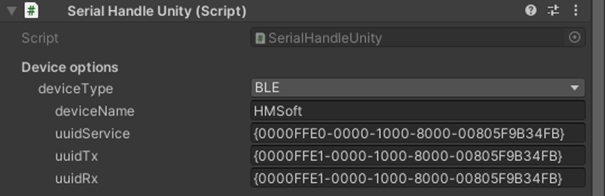 Serial Handle Unity (Script)
Script SerialHandleUnity
Device options
deviceType BLE
deviceName HMSoft
uuidService {0000FFE0-0000-1000-8000-00805F9B34FB}
uuidTx {0000FFE1-0000-1000-8000-00805F9B34FB}
uuidRx {0000FFE1-0000-1000-8000-00805F9B34FB}